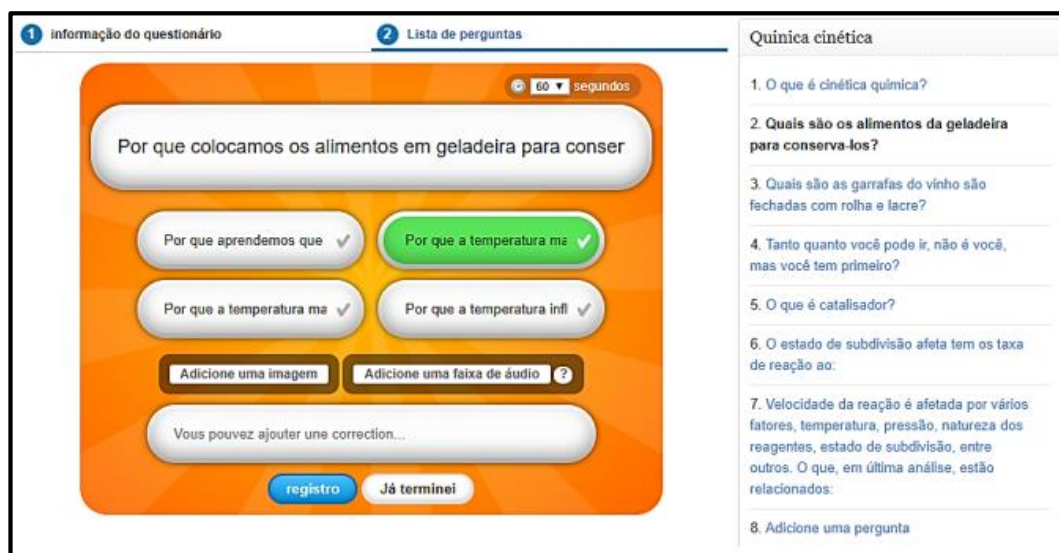 1 informação do questionário
2 Lista de perguntas
60 ▼ segundos
Por que colocamos os alimentos em geladeira para conser
Por que aprendemos que
Por que a temperatura ma
Por que a temperatura ma
Por que a temperatura infl
Adicione uma imagem
Adicione uma faixa de áudio ?
Vous pouvez ajouter une correction...
registro
Já terminei
Quinica cinética
1. O que é cinética quimica?
2. Quais são os alimentos da geladeira
para conserva-los?
3. Quais são as garrafas do vinho são
fechadas com rolha e lacre?
4. Tanto quanto você pode ir, não é você,
mas você tem primeiro?
5. O que é catalisador?
6. O estado de subdivisão afeta tem os taxa
de reação ao:
7. Velocidade da reação é afetada por vários
fatores, temperatura, pressão, natureza dos
reagentes, estado de subdivisão, entre
outros. O que, em última análise, estão
relacionados:
8. Adicione uma pergunta